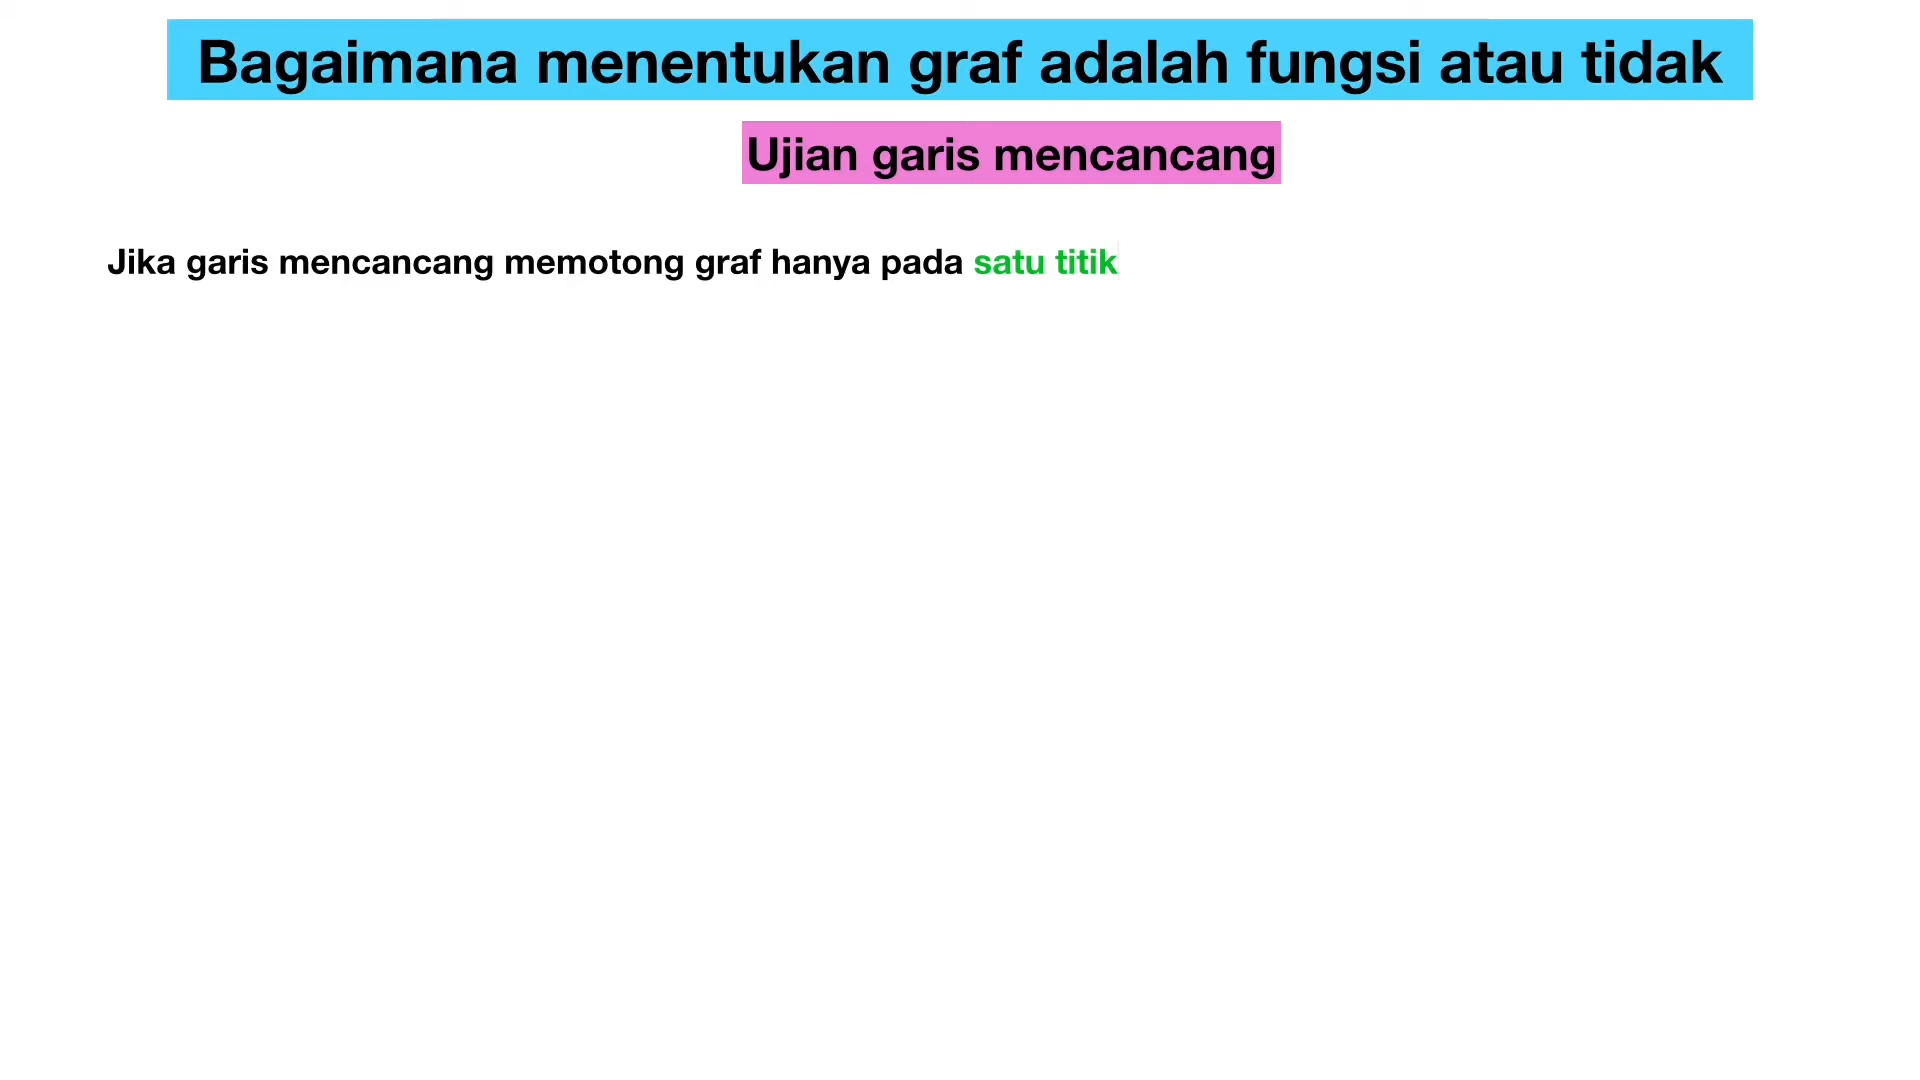 Bagaimana menentukan graf adalah fungsi atau tidak
Ujian garis mencancang
Jika garis mencancang memotong graf hanya pada satu titik